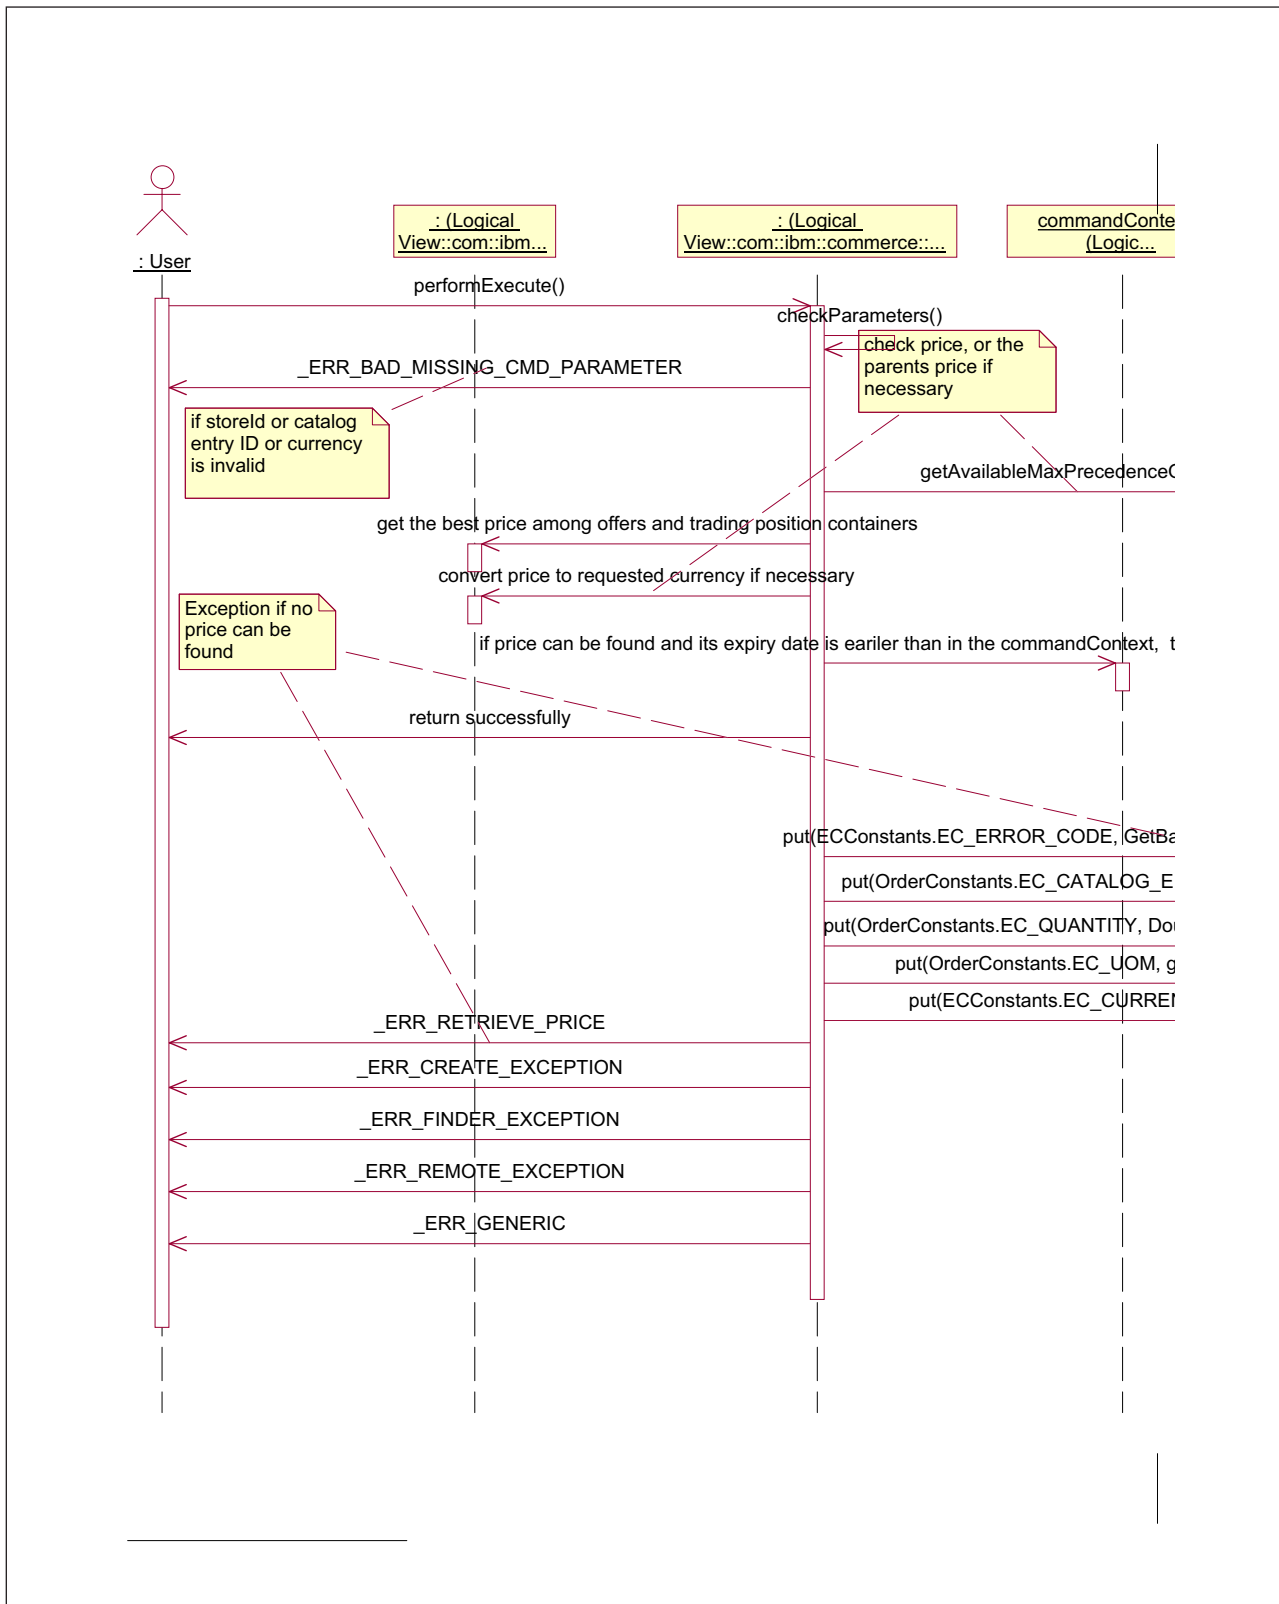 : User
: (Logical
View::com::ibm...
: (Logical
View::com::ibm::commerce::...
commandConte
(Logic...
performExecute()
checkParameters()
check price, or the
parents price if
necessary
_ERR_BAD_MISSING_CMD_PARAMETER
if storeId or catalog
entry ID or currency
is invalid
getAvailableMaxPrecedenceC
get the best price among offers and trading position containers
convert price to requested currency if necessary
Exception if no
price can be
found
if price can be found and its expiry date is eariler than in the commandContext, t
return successfully
put(ECConstants.EC_ERROR_CODE, GetBa
put(OrderConstants.EC_CATALOG_E
put(OrderConstants.EC_QUANTITY, Dou
put(OrderConstants.EC_UOM, g
put(ECConstants.EC_CURREN
_ERR_RETRIEVE_PRICE
_ERR_CREATE_EXCEPTION
_ERR_FINDER_EXCEPTION
_ERR_REMOTE_EXCEPTION
_ERR_GENERIC